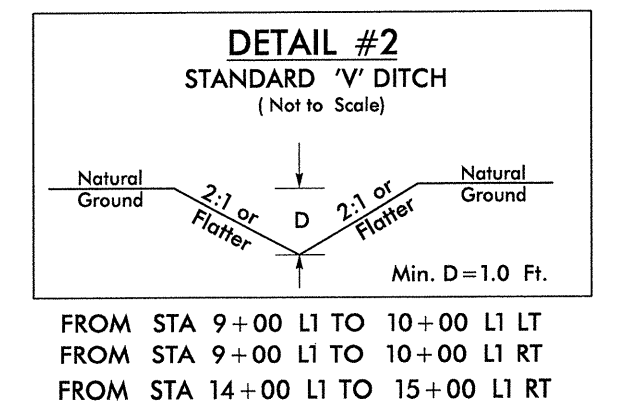 DETAIL #2
STANDARD 'V' DITCH
(Not to Scale)
Natural
Ground
2:1 or
Flatter
D
2:1 or
Flatter
Natural
Ground
Min. D=1.0 Ft.
FROM STA 9+00 L1 TO 10+00 L1 LT
FROM STA 9+00 L1 TO 10+00 L1 RT
FROM STA 14+00 L1 TO 15+00 L1 RT